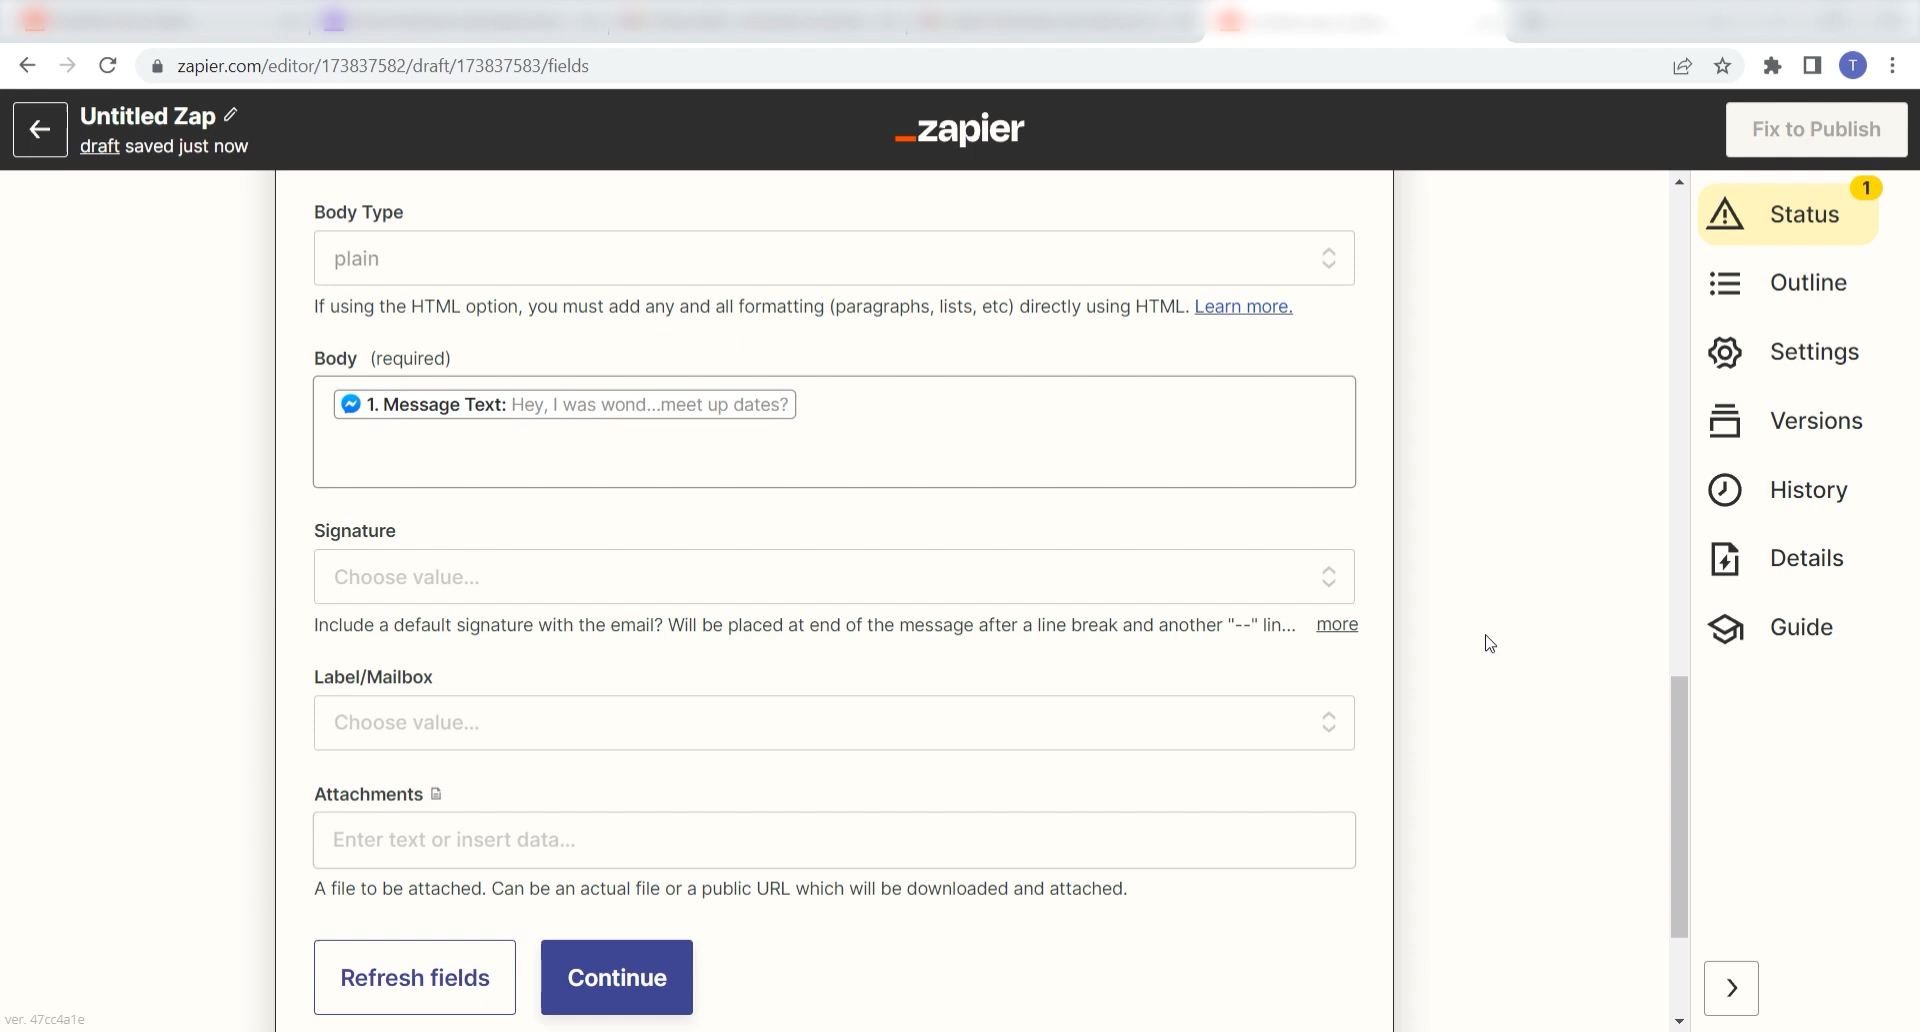 zapier.com/editor/173837582/draft/173837583/fields
T
Untitled Zap
draft saved just now
_zapier
Fix to Publish
Body Type
plain
If using the HTML option, you must add any and all formatting (paragraphs, lists, etc) directly using HTML. Learn more.
Body (required)
1. Message Text: Hey, I was wond...meet up dates?
Signature
Choose value...
Include a default signature with the email? Will be placed at end of the message after a line break and another "--" lin... more
Label/Mailbox
Choose value...
Attachments
Enter text or insert data...
A file to be attached. Can be an actual file or a public URL which will be downloaded and attached.
Refresh fields
Continue
1
Status
Outline
Settings
Versions
History
Details
Guide
ver. 47cc4a1e